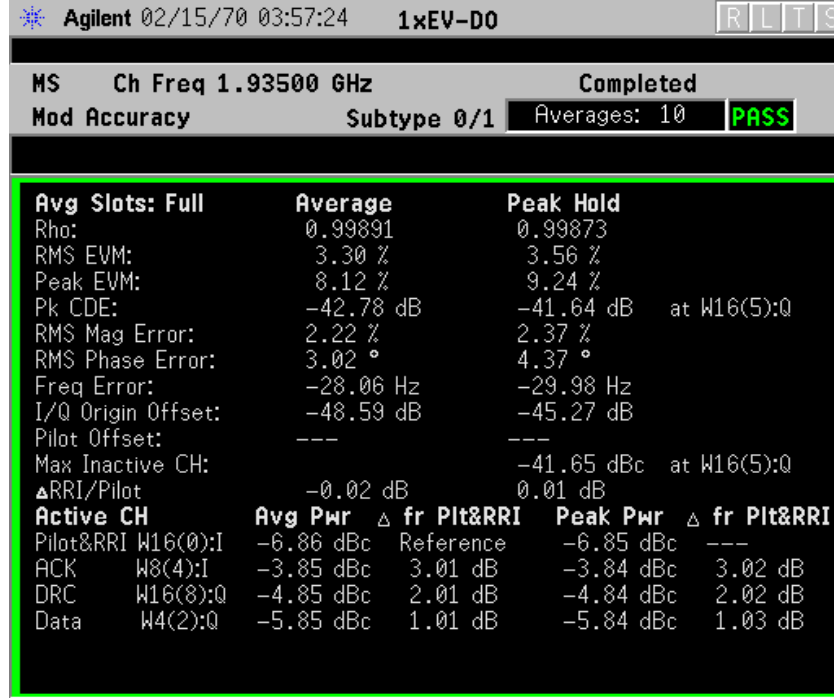 Agilent 02/15/70 03:57:24 1xEV-DO R L T S
MS Ch Freq 1.93500 GHz Completed
Mod Accuracy Subtype 0/1 Averages: 10 PASS
Avg Slots: Full Average Peak Hold
Rho: 0.99891 0.99873
RMS EVM: 3.30 % 3.56 %
Peak EVM: 8.12 % 9.24 %
Pk CDE: -42.78 dB -41.64 dB at W16(5):Q
RMS Mag Error: 2.22 % 2.37 %
RMS Phase Error: 3.02 ° 4.37 °
Freq Error: -28.06 Hz -29.98 Hz
I/Q Origin Offset: -48.59 dB -45.27 dB
Pilot Offset: --- ---
Max Inactive CH: -41.65 dBc at W16(5):Q
△RRI/Pilot -0.02 dB 0.01 dB
Active CH Avg Pwr △ fr Plt&RRI Peak Pwr △ fr Plt&RRI
Pilot&RRI W16(0):I -6.86 dBc Reference -6.85 dBc ---
ACK W8(4):I -3.85 dBc 3.01 dB -3.84 dBc 3.02 dB
DRC W16(8):Q -4.85 dBc 2.01 dB -4.84 dBc 2.02 dB
Data W4(2):Q -5.85 dBc 1.01 dB -5.84 dBc 1.03 dB